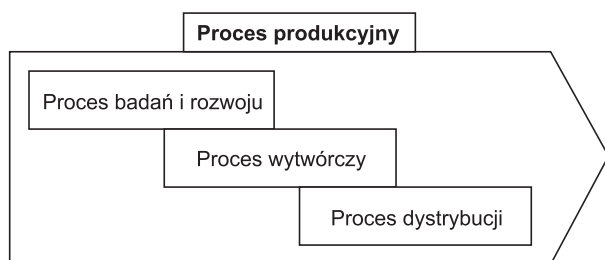 Proces produkcyjny
Proces badań i rozwoju
Proces wytwórczy
Proces dystrybucji